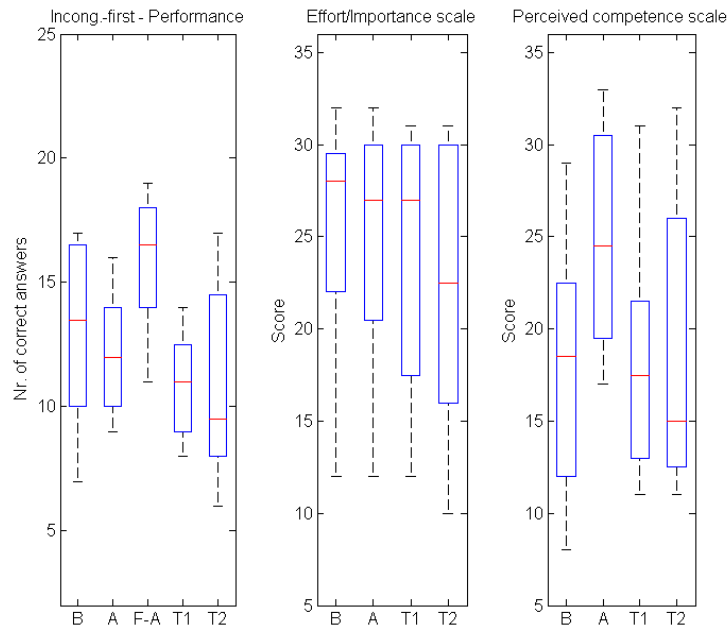 Incong.-first - Performance
Effort/Importance scale
Perceived competence scale
Nr. of correct answers
25
20
15
10
5
B A F-A T1 T2
Score
35
30
25
20
15
10
5
B A T1 T2
Score
35
30
25
20
15
10
5
B A T1 T2